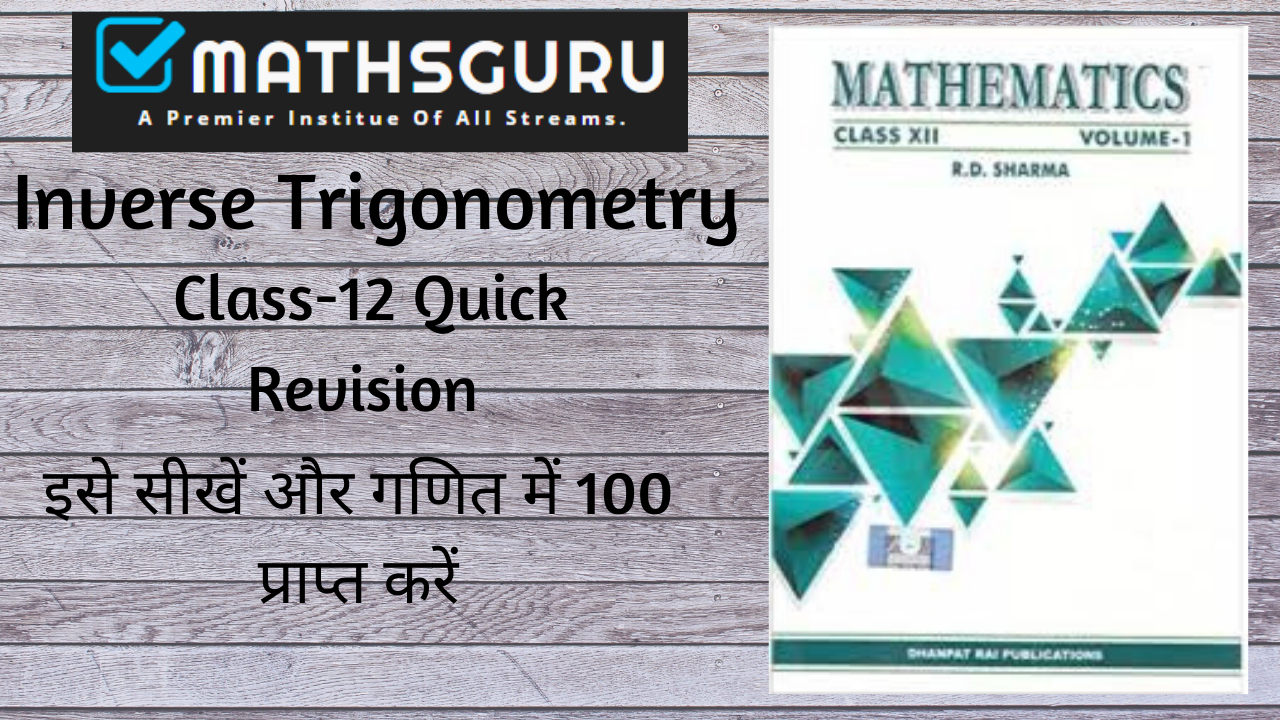 MATHSGURU
A Premier Institue Of All Streams.
Inverse Trigonometry
Class-12 Quick
Revision
इसे सीखें और गणित में 100
प्राप्त करें
MATHEMATICS
CLASS XII VOLUME-1
R.D. SHARMA
DHANPAT RAI PUBLICATIONS